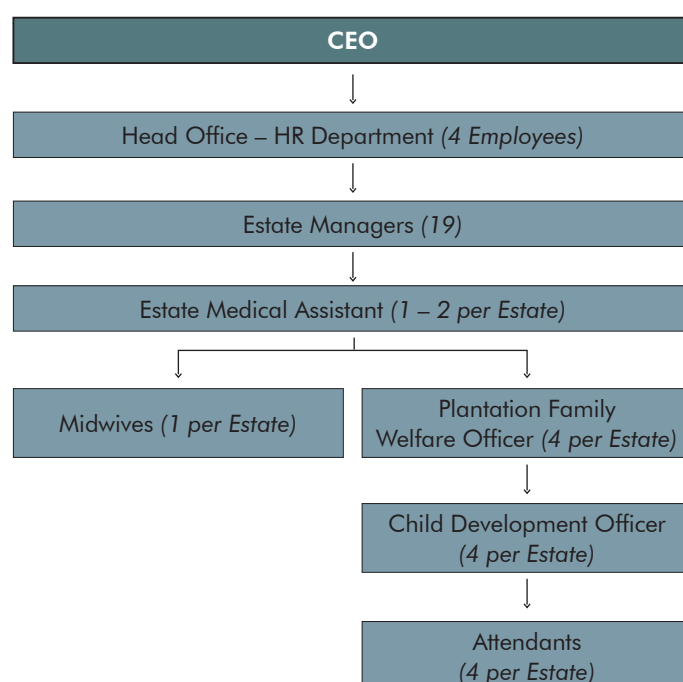 CEO
Head Office – HR Department (4 Employees)
Estate Managers (19)
Estate Medical Assistant (1 – 2 per Estate)
Midwives (1 per Estate)
Plantation Family
Welfare Officer (4 per Estate)
Child Development Officer
(4 per Estate)
Attendants
(4 per Estate)